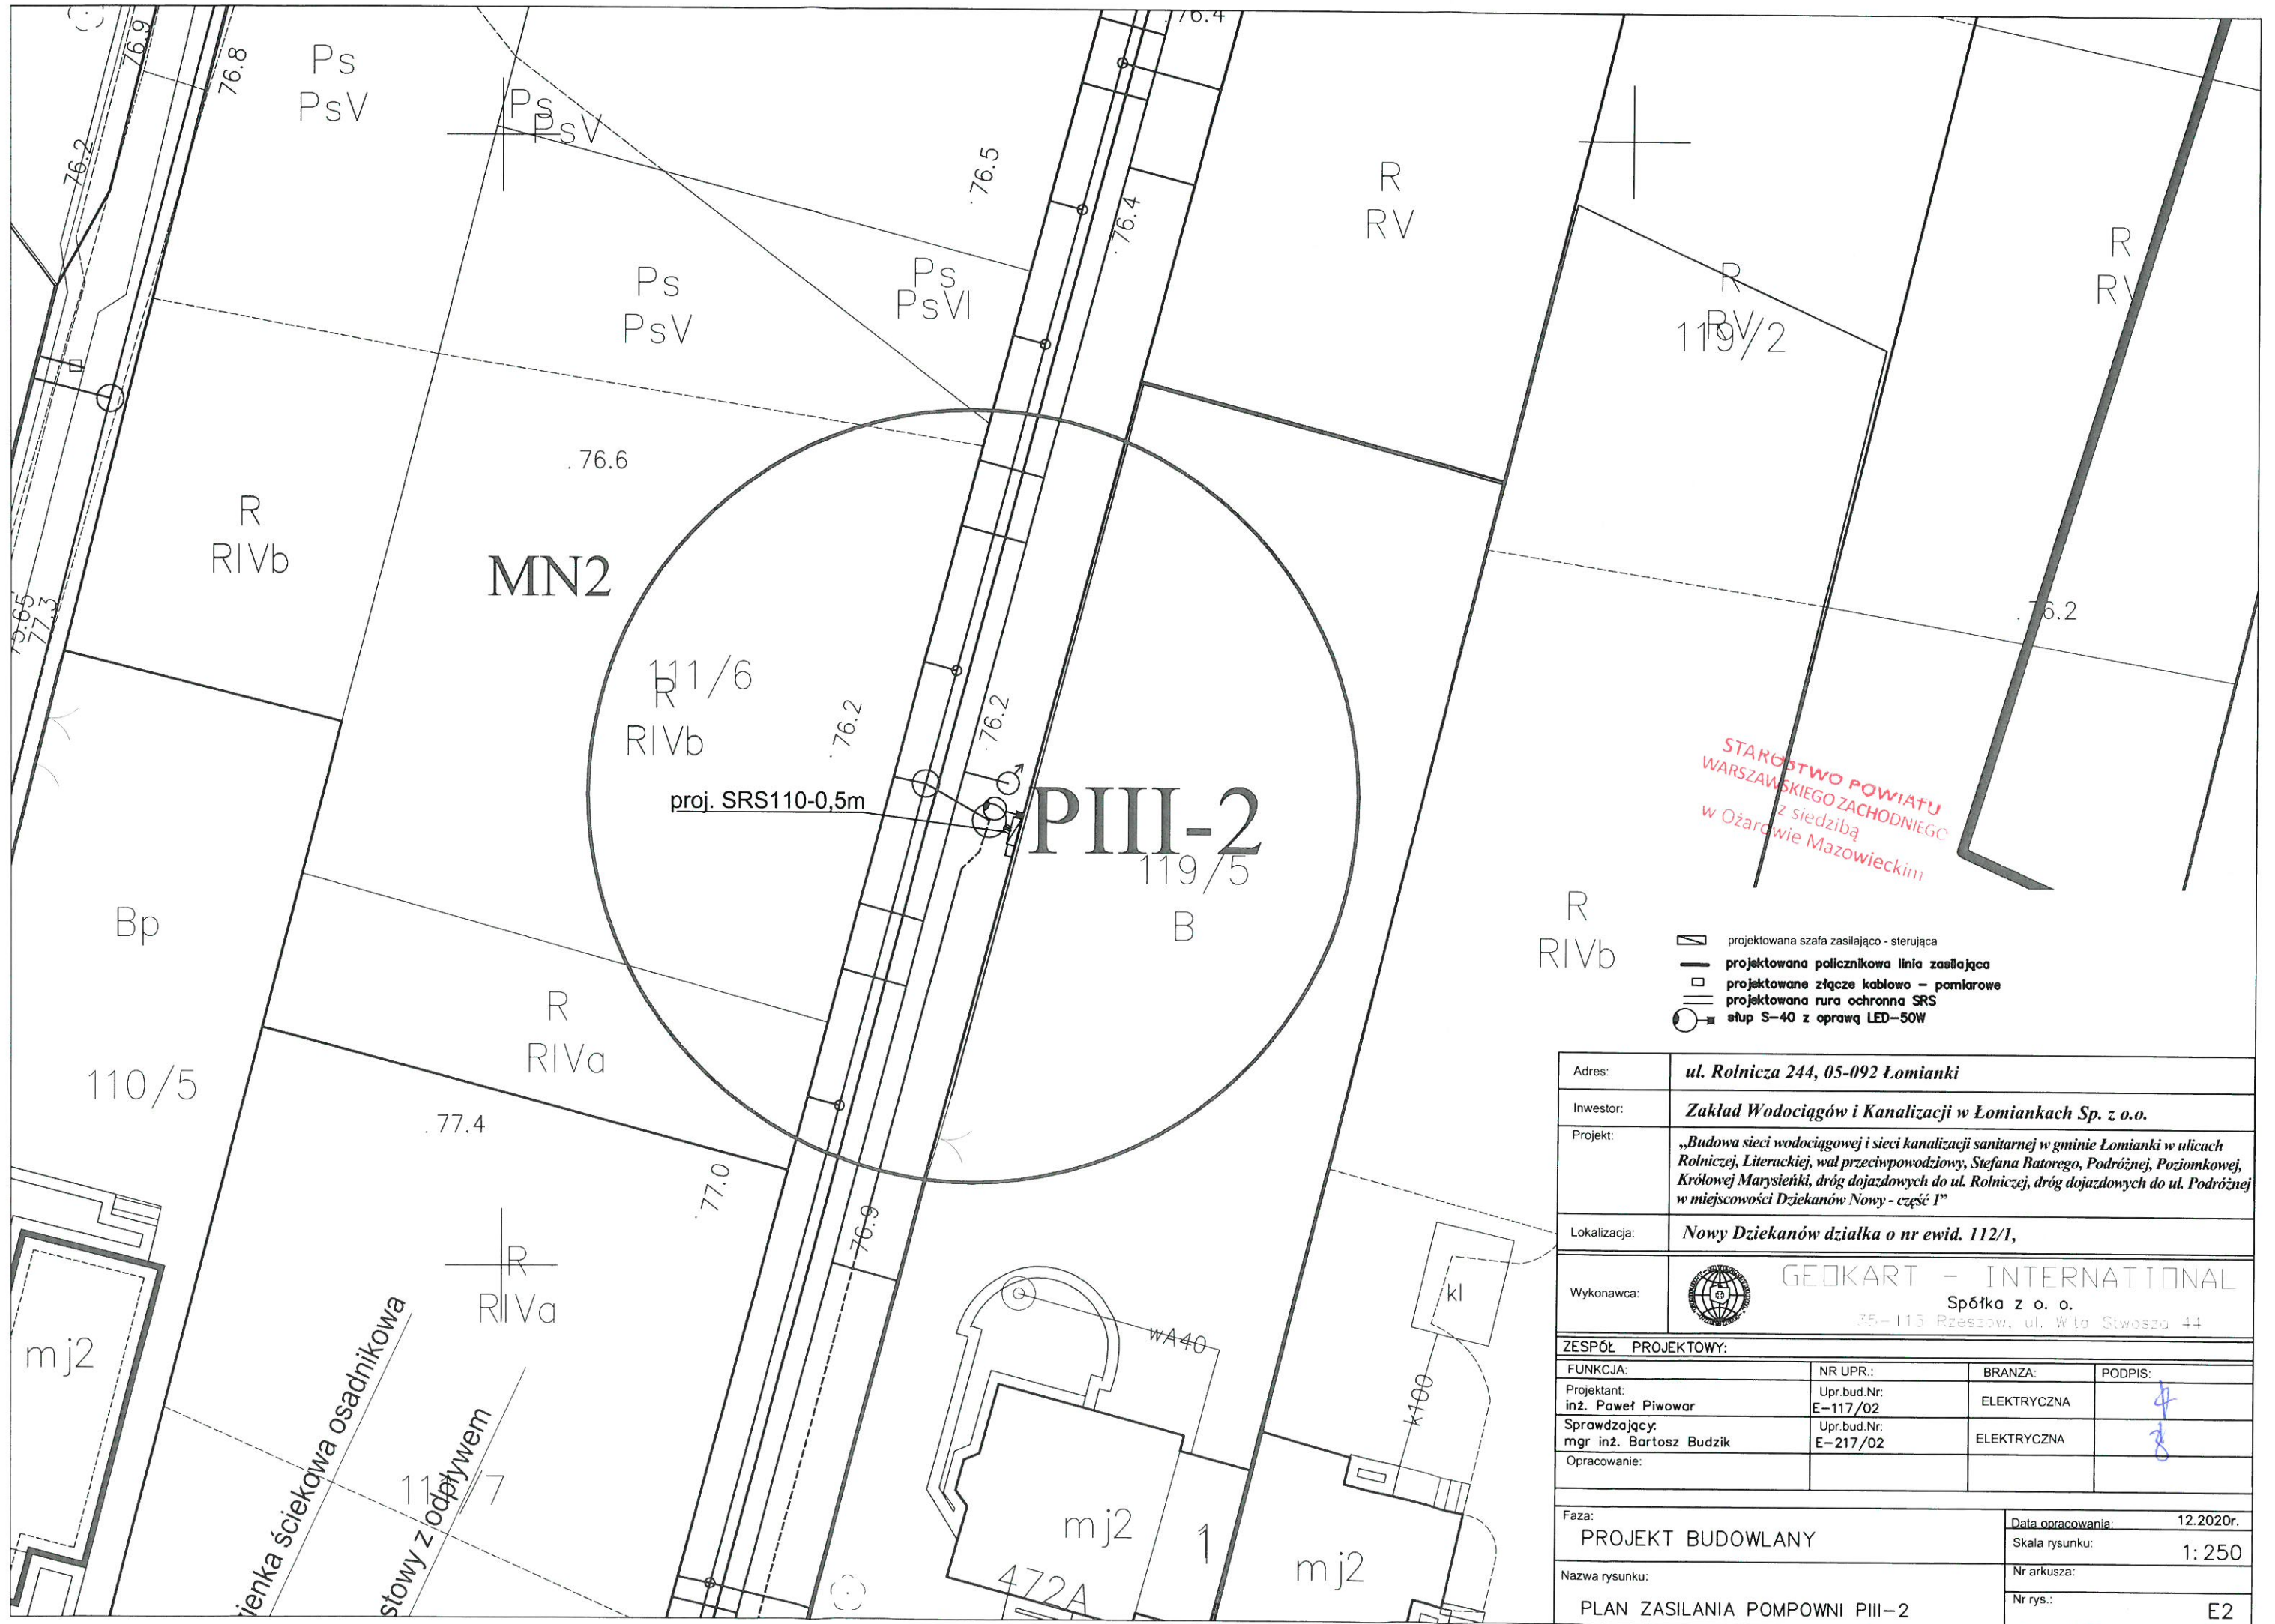 76.9
76.8
Ps
PsV
Ps
PsV
76.4
76.2
76.5
76.4
R
RV
R
RV
119/2
R
Ps
PsV
Ps
PsVI
.76.6
R
RIVb
MN2
77.3
76.2
111/6
R
RIVb
76.2
76.2
proj. SRS110-0,5m
PIII-2
119/5
B
STAROSTWO POWIATU
WARSZAWSKIEGO ZACHODNIEGO
z siedzibą
w Ożarowie Mazowieckim
Bp
110/5
R
RIVa
R
RIVb
.77.4
77.0
76.9
R
RIVa
mj2
ścieko­wa osadnikowa
z odpływem
wA40
kl
k100
mj2
1
472A
mj2
projektowana szafa zasilająco - sterująca
projektowana policznikowa linia zasilająca
projektowane złącze kablowo – pomiarowe
projektowana rura ochronna SRS
słup S-40 z oprawą LED-50W
Adres: ul. Rolnicza 244, 05-092 Łomianki
Inwestor: Zakład Wodociągów i Kanalizacji w Łomiankach Sp. z o.o.
Projekt: „Budowa sieci wodociągowej i sieci kanalizacji sanitarnej w gminie Łomianki w ulicach
Rolniczej, Literackiej, wał przeciwpowodziowy, Stefana Batorego, Podróżnej, Poziomkowej,
Królowej Marysieńki, dróg dojazdowych do ul. Rolniczej, dróg dojazdowych do ul. Podróżnej
w miejscowości Dziekanów Nowy - część 1”
Lokalizacja: Nowy Dziekanów działka o nr ewid. 112/1,
Wykonawca: GEOKART - INTERNATIONAL
Spółka z o. o.
35-113 Rzeszów, ul. Wita Stwosza 44
ZESPÓŁ PROJEKTOWY:
FUNKCJA: NR UPR.: BRANŻA: PODPIS:
Projektant: Upr.bud.Nr:
inż. Paweł Piwowar E-117/02 ELEKTRYCZNA
Sprawdzający: Upr.bud.Nr:
mgr inż. Bartosz Budzik E-217/02 ELEKTRYCZNA
Opracowanie:
Faza: PROJEKT BUDOWLANY
Data opracowania: 12.2020r.
Skala rysunku: 1:250
Nazwa rysunku: PLAN ZASILANIA POMPOWNI PIII-2
Nr arkusza:
Nr rys.: E2